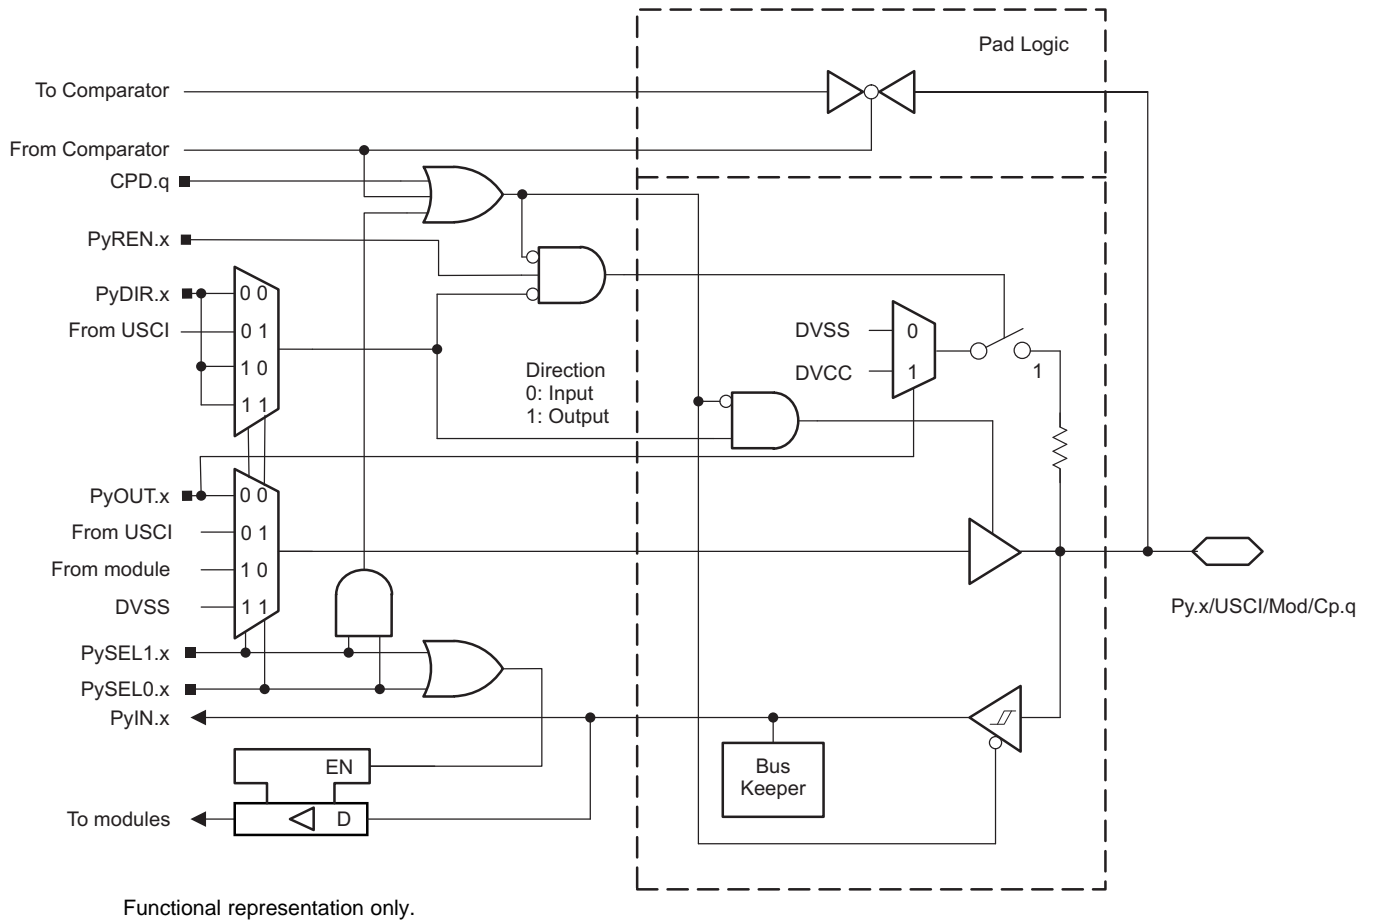 Pad Logic
To Comparator
From Comparator
CPD.q
PyREN.x
PyDIR.x
0 0
From USCI
0 1
1 0
1 1
Direction
0: Input
1: Output
DVSS
0
DVCC
1
1
PyOUT.x
0 0
From USCI
0 1
From module
1 0
DVSS
1 1
Py.x/USCI/Mod/Cp.q
PySEL1.x
PySEL0.x
PyIN.x
EN
Bus
Keeper
To modules
D
Functional representation only.